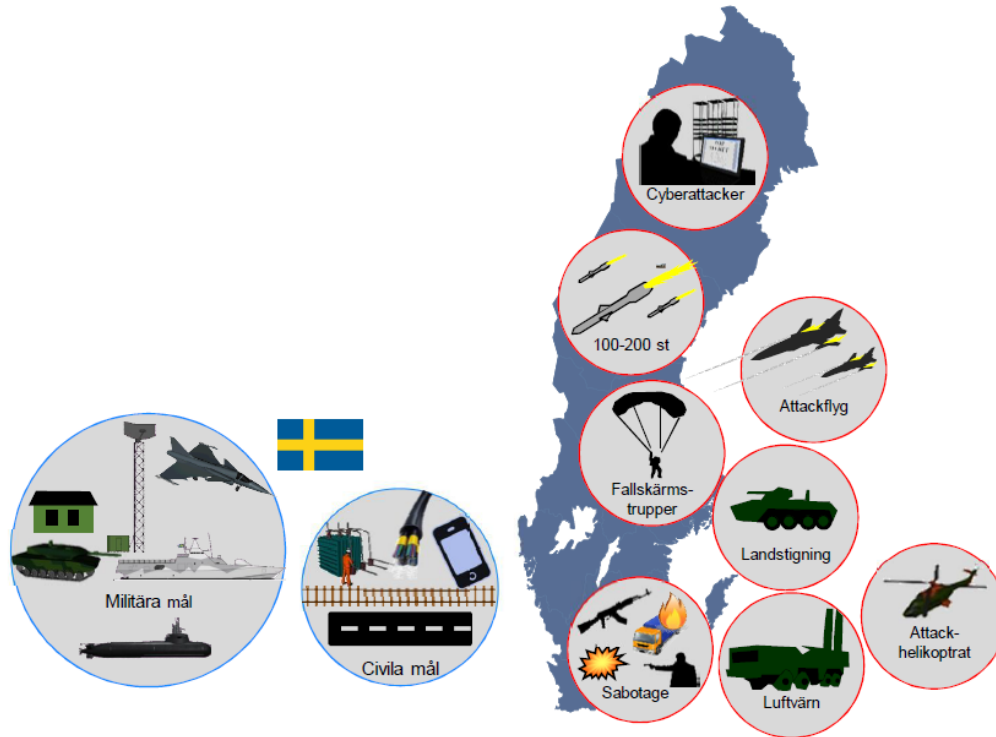 Cyberattacker
100-200 st
Attackflyg
Fallskärms-
trupper
Landstigning
Attack-
helikoptrat
Militära mål
Civila mål
Sabotage
Luftvärn